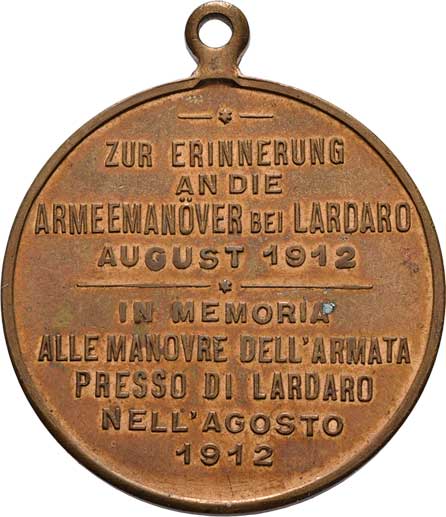 ZUR ERINNERUNG
AN DIE
ARMEEMANÖVER BEI LARDARO
AUGUST 1912
IN MEMORIA
ALLE MANOVRE DELL'ARMATA
PRESSO DI LARDARO
NELL'AGOSTO
1912